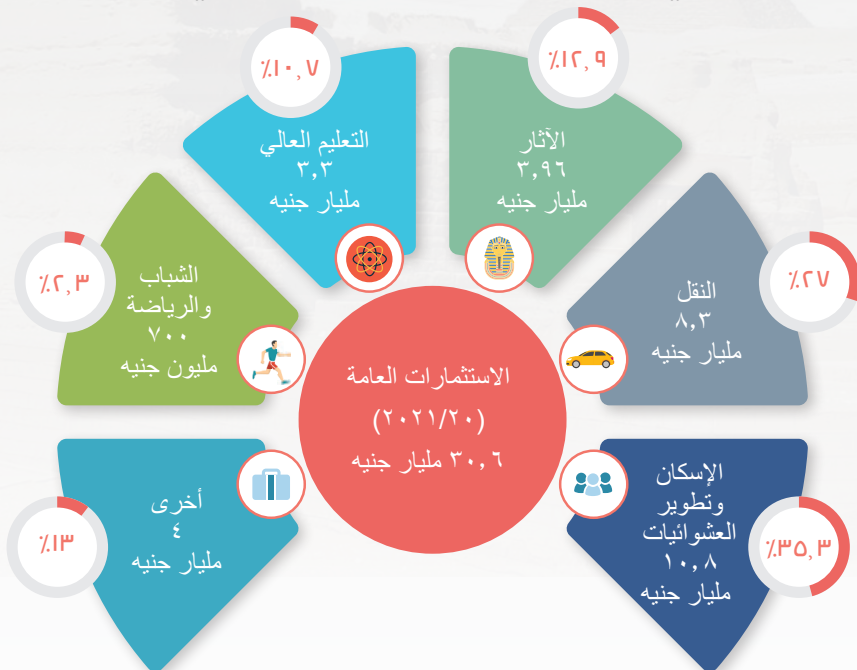 ٪١٢,٩
الآثار
٣,٩٦
مليار جنيه
٪١٠,٧
التعليم العالي
٣,٣
مليار جنيه
٪٢٧
النقل
٨,٣
مليار جنيه
٪٢,٣
الشباب
والرياضة
٧٠٠
مليون جنيه
الاستثمارات العامة
(٢٠٢١/٢٠)
٣٠,٦ مليار جنيه
٪٣٥,٣
الإسكان
وتطوير
العشوائيات
١٠,٨
مليار جنيه
٪١٣
أخرى
٤
مليار جنيه